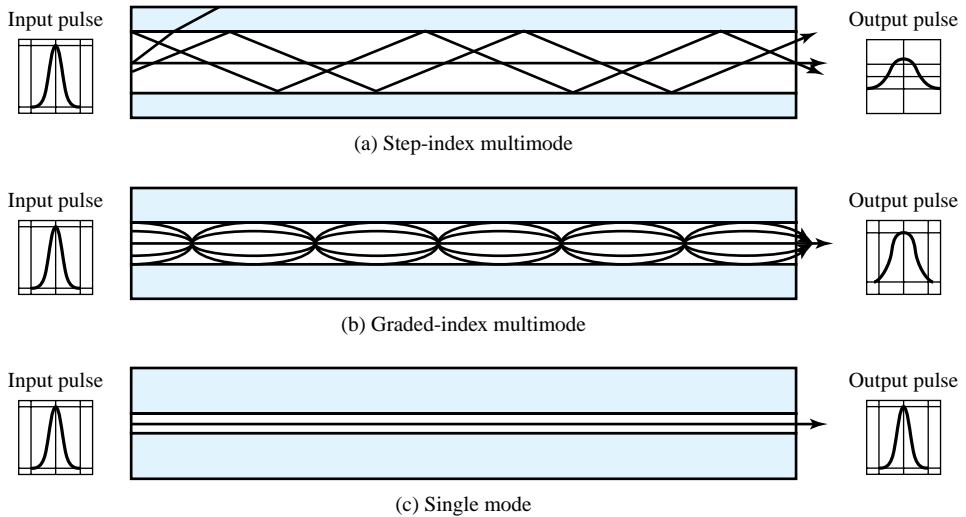 Input pulse
Output pulse
(a) Step-index multimode
Input pulse
Output pulse
(b) Graded-index multimode
Input pulse
Output pulse
(c) Single mode